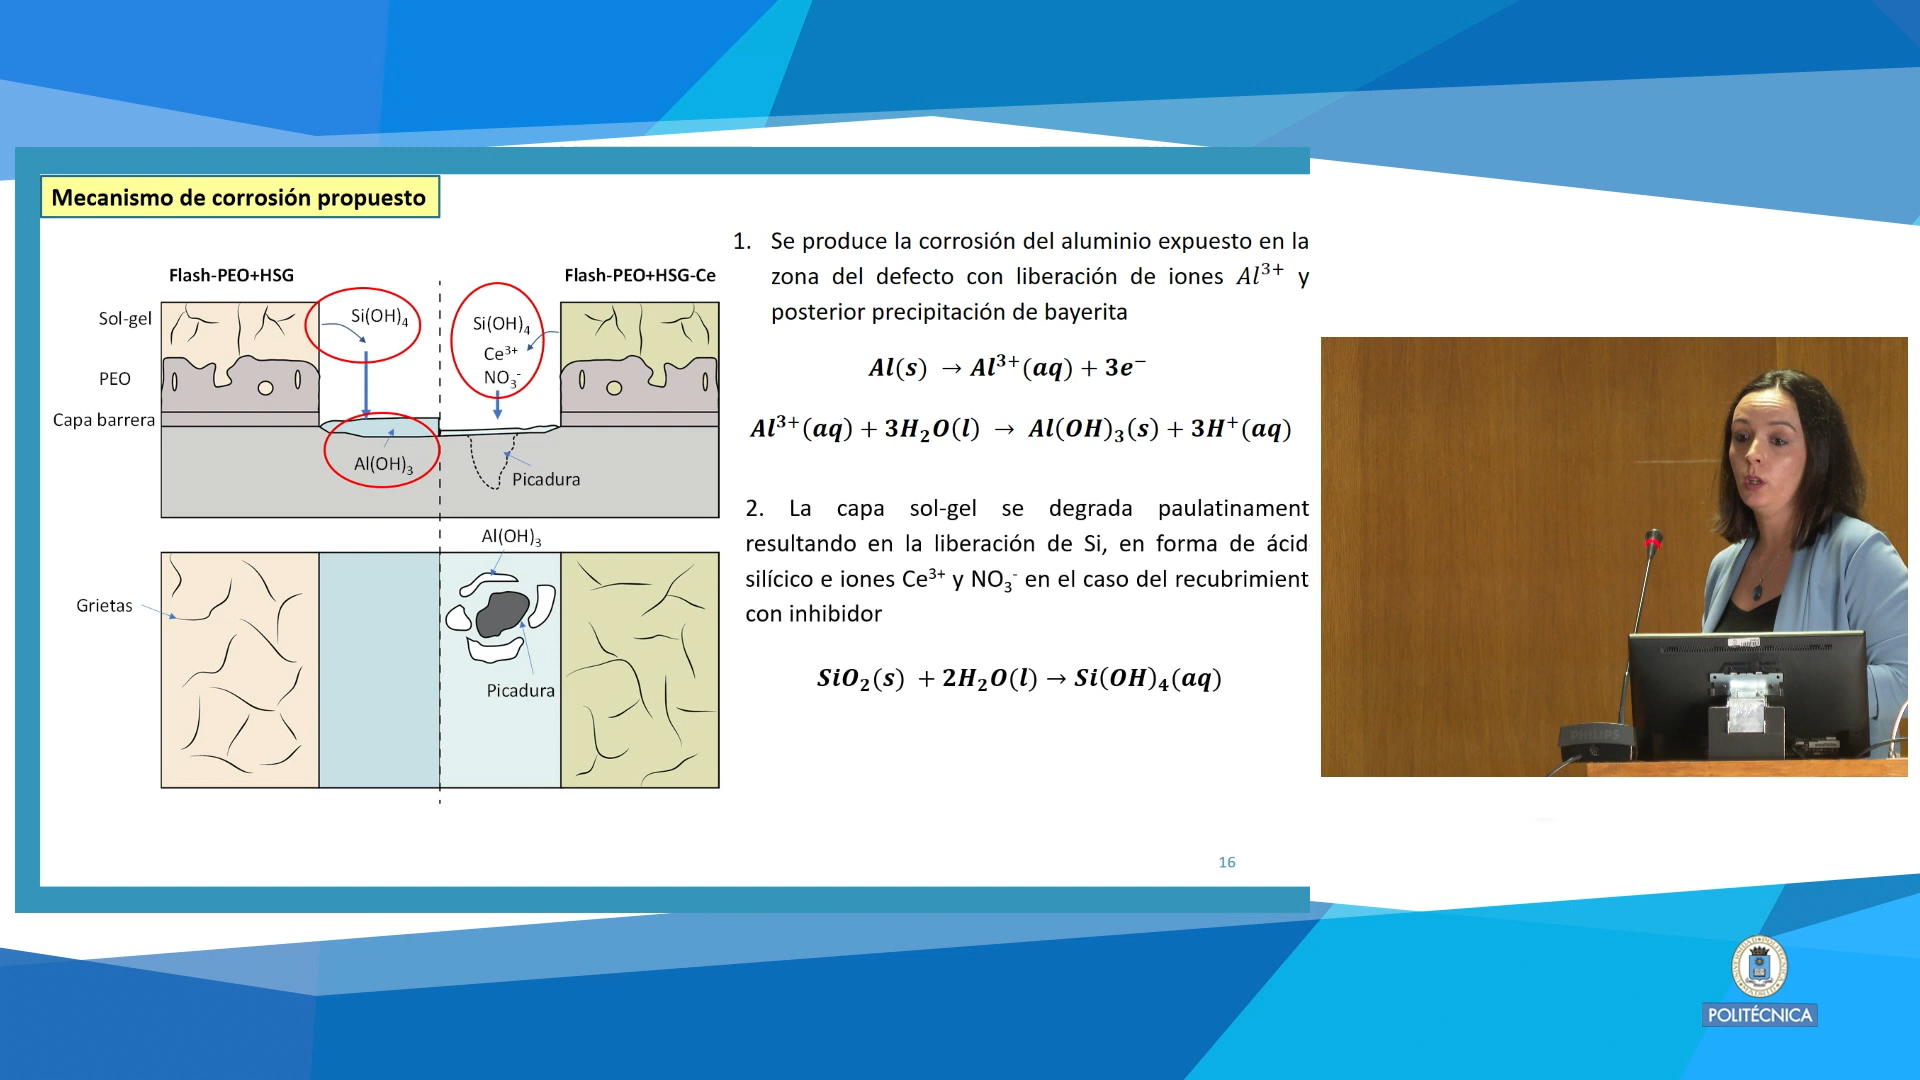 Mecanismo de corrosión propuesto
Flash-PEO+HSG
Flash-PEO+HSG-Ce
Sol-gel
Si(OH)₄
Si(OH)₄
Ce³⁺
NO₃⁻
PEO
Capa barrera
Al(OH)₃
Picadura
Al(OH)₃
Grietas
Picadura
1. Se produce la corrosión del aluminio expuesto en la
zona del defecto con liberación de iones Al³⁺ y
posterior precipitación de bayerita
Al(s) → Al³⁺(aq) + 3e⁻
Al³⁺(aq) + 3H₂O(l) → Al(OH)₃(s) + 3H⁺(aq)
2. La capa sol-gel se degrada paulatinament
resultando en la liberación de Si, en forma de ácid
silícico e iones Ce³⁺ y NO₃⁻ en el caso del recubrimient
con inhibidor
SiO₂(s) + 2H₂O(l) → Si(OH)₄(aq)
16
PHILIPS
POLITÉCNICA